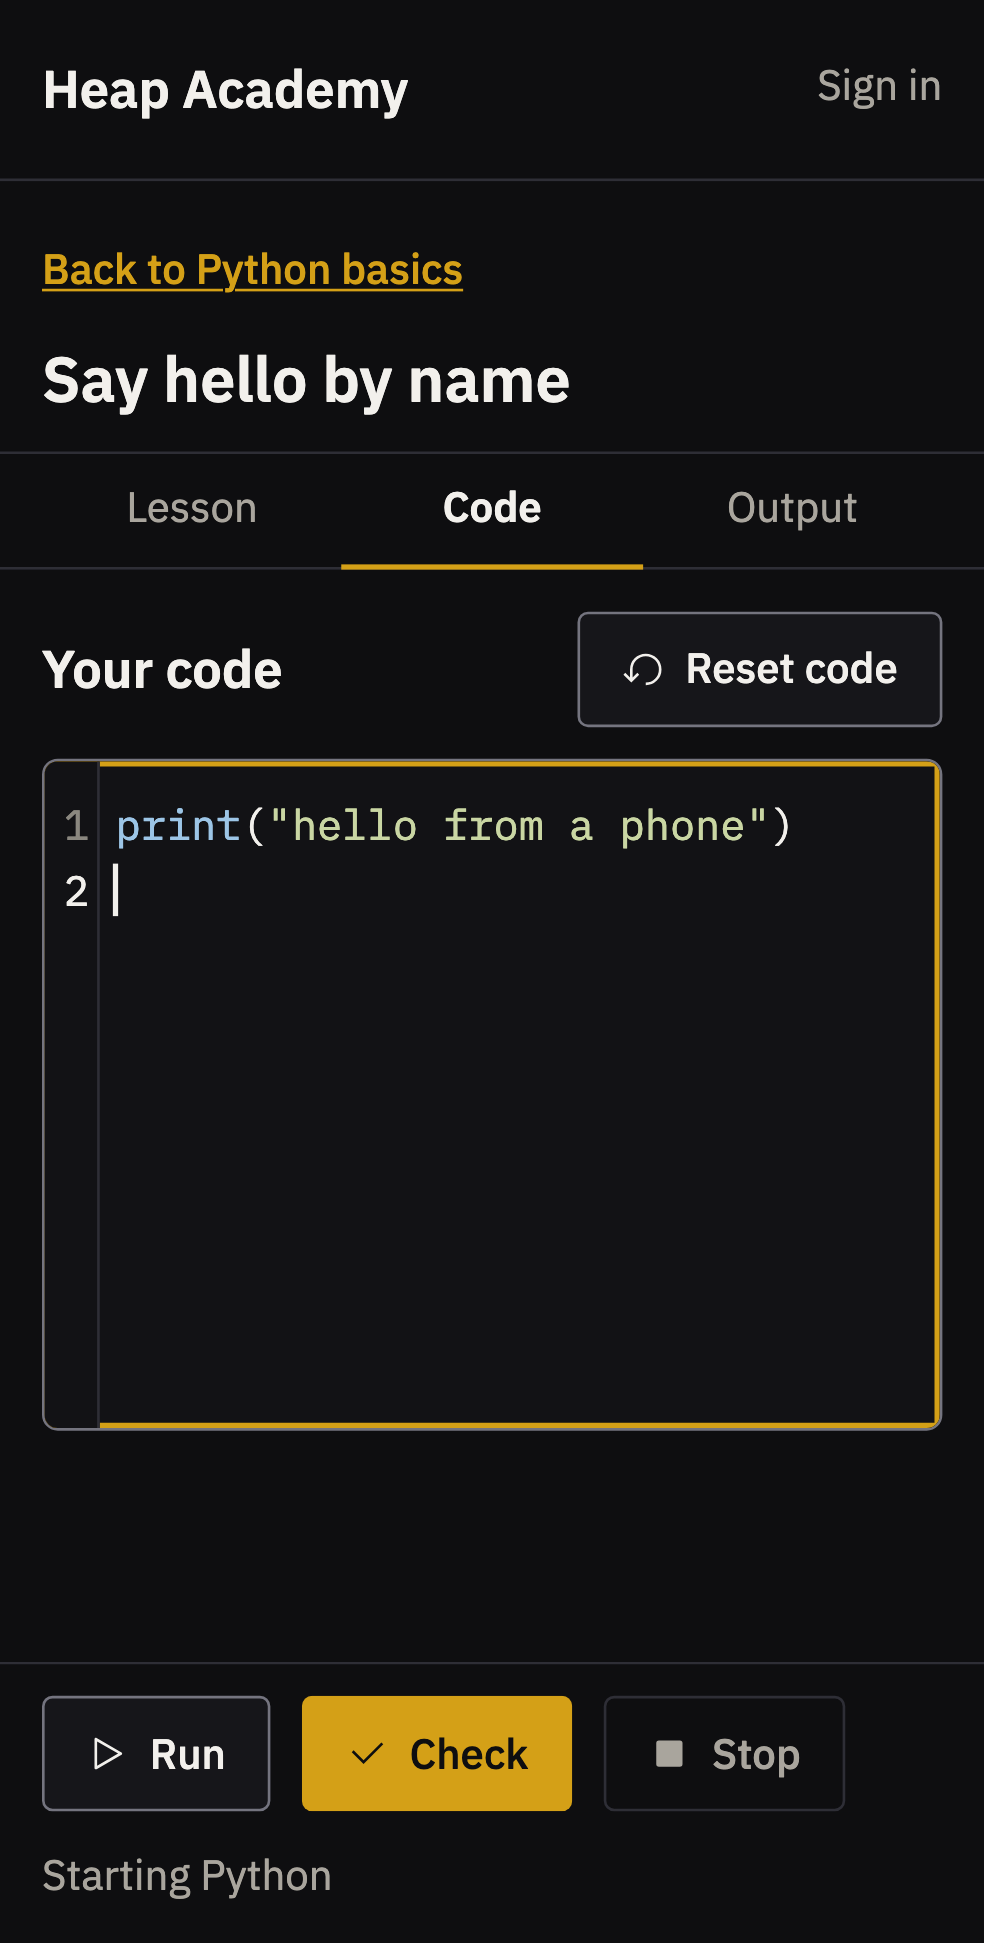 Heap Academy
Sign in
Back to Python basics
Say hello by name
Lesson
Code
Output
Your code
Reset code
1 print("hello from a phone")
2
Run
Check
Stop
Starting Python